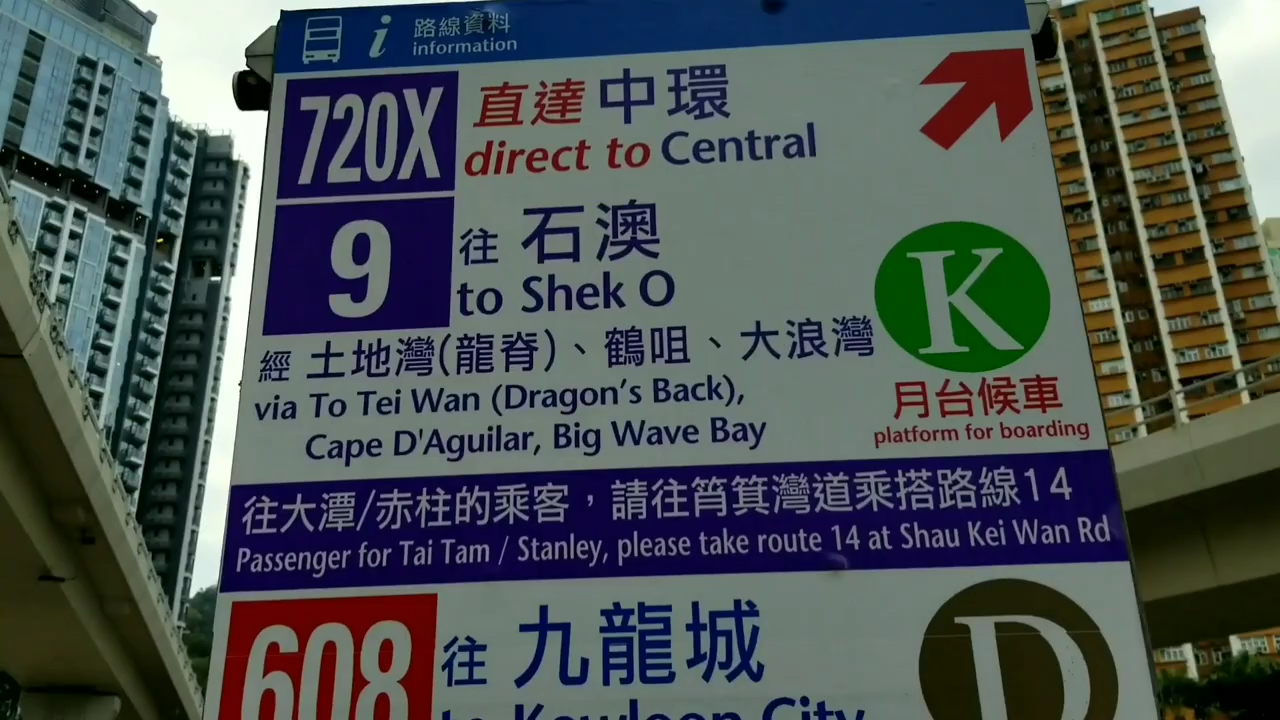 路線資料
information
720X
直達中環
direct to Central
9
往 石澳
to Shek O
經 土地灣(龍脊)、鶴咀、大浪灣
via To Tei Wan (Dragon's Back),
Cape D'Aguilar, Big Wave Bay
K
月台候車
platform for boarding
往大潭/赤柱的乘客，請往筲箕灣道乘搭路線14
Passenger for Tai Tam / Stanley, please take route 14 at Shau Kei Wan Rd
608
往 九龍城
to Kowloon City
D